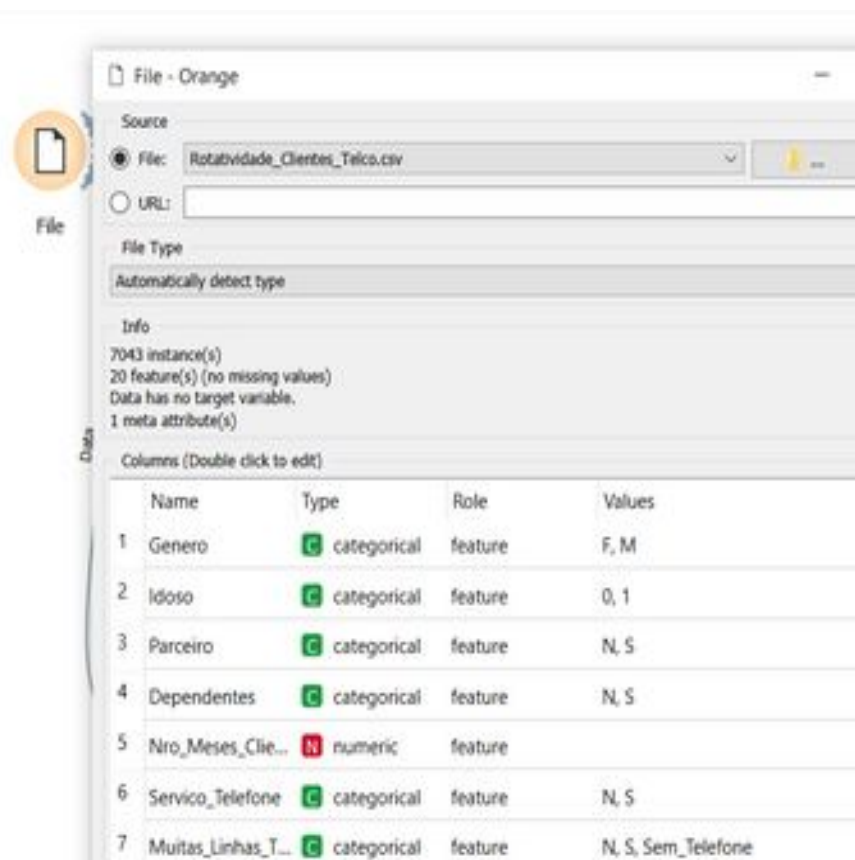 File - Orange
Source
File: Rotatividade_Clientes_Telco.csv ...
URL:
File
File Type
Automatically detect type
Info
7043 instance(s)
20 feature(s) (no missing values)
Data has no target variable.
1 meta attribute(s)
Data
Columns (Double click to edit)
Name Type Role Values
1 Genero C categorical feature F, M
2 Idoso C categorical feature 0, 1
3 Parceiro C categorical feature N, S
4 Dependentes C categorical feature N, S
5 Nro_Meses_Clie... N numeric feature
6 Servico_Telefone C categorical feature N, S
7 Muitas_Linhas_T... C categorical feature N, S, Sem_Telefone